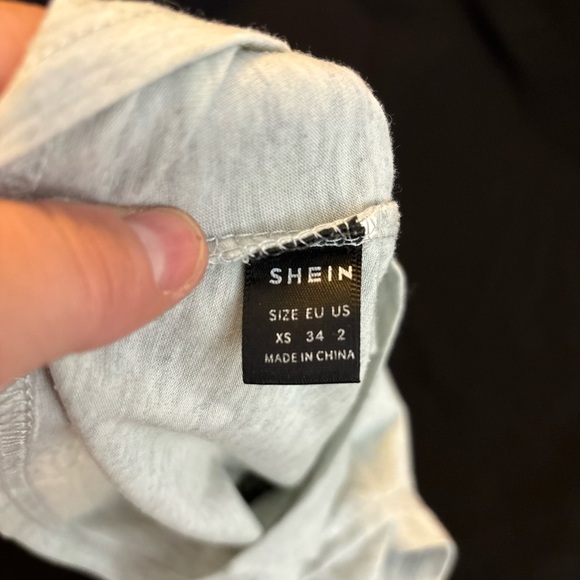 SHEIN
SIZE EU US
XS 34 2
MADE IN CHINA